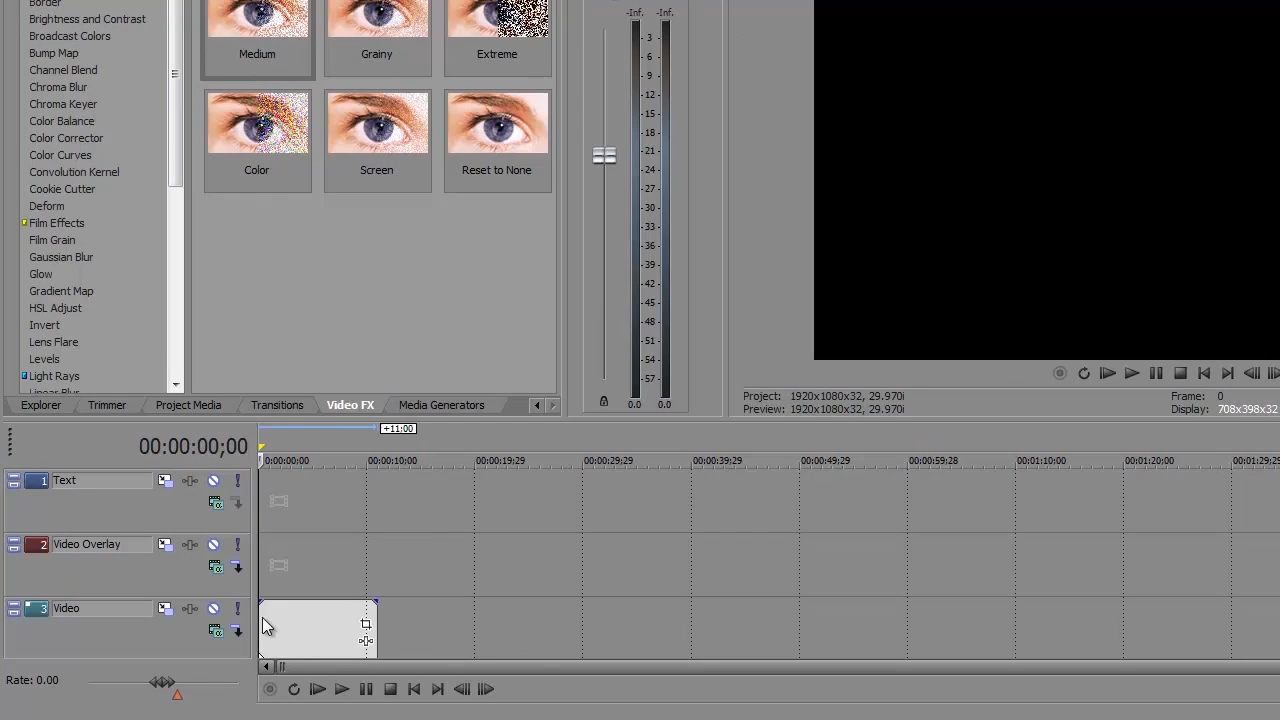 Border
Brightness and Contrast
Broadcast Colors
Bump Map
Channel Blend
Chroma Blur
Chroma Keyer
Color Balance
Color Corrector
Color Curves
Convolution Kernel
Cookie Cutter
Deform
Film Effects
Film Grain
Gaussian Blur
Glow
Gradient Map
HSL Adjust
Invert
Lens Flare
Levels
Light Rays
Linear Blur
Medium
Grainy
Extreme
Color
Screen
Reset to None
-Inf. -Inf.
3
6
9
12
15
18
21
24
27
30
33
36
39
42
45
48
51
54
57
0.0 0.0
Explorer Trimmer Project Media Transitions Video FX Media Generators
Project: 1920x1080x32, 29.970i
Preview: 1920x1080x32, 29.970i
Frame: 0
Display: 708x398x32
00:00:00;00
+11:00
0:00:00;00 00:00:10;00 00:00:19;29 00:00:29;29 00:00:39;29 00:00:49;29 00:00:59;28 00:01:10;00 00:01:20;00 00:01:29;29
1 Text
2 Video Overlay
3 Video
Rate: 0.00